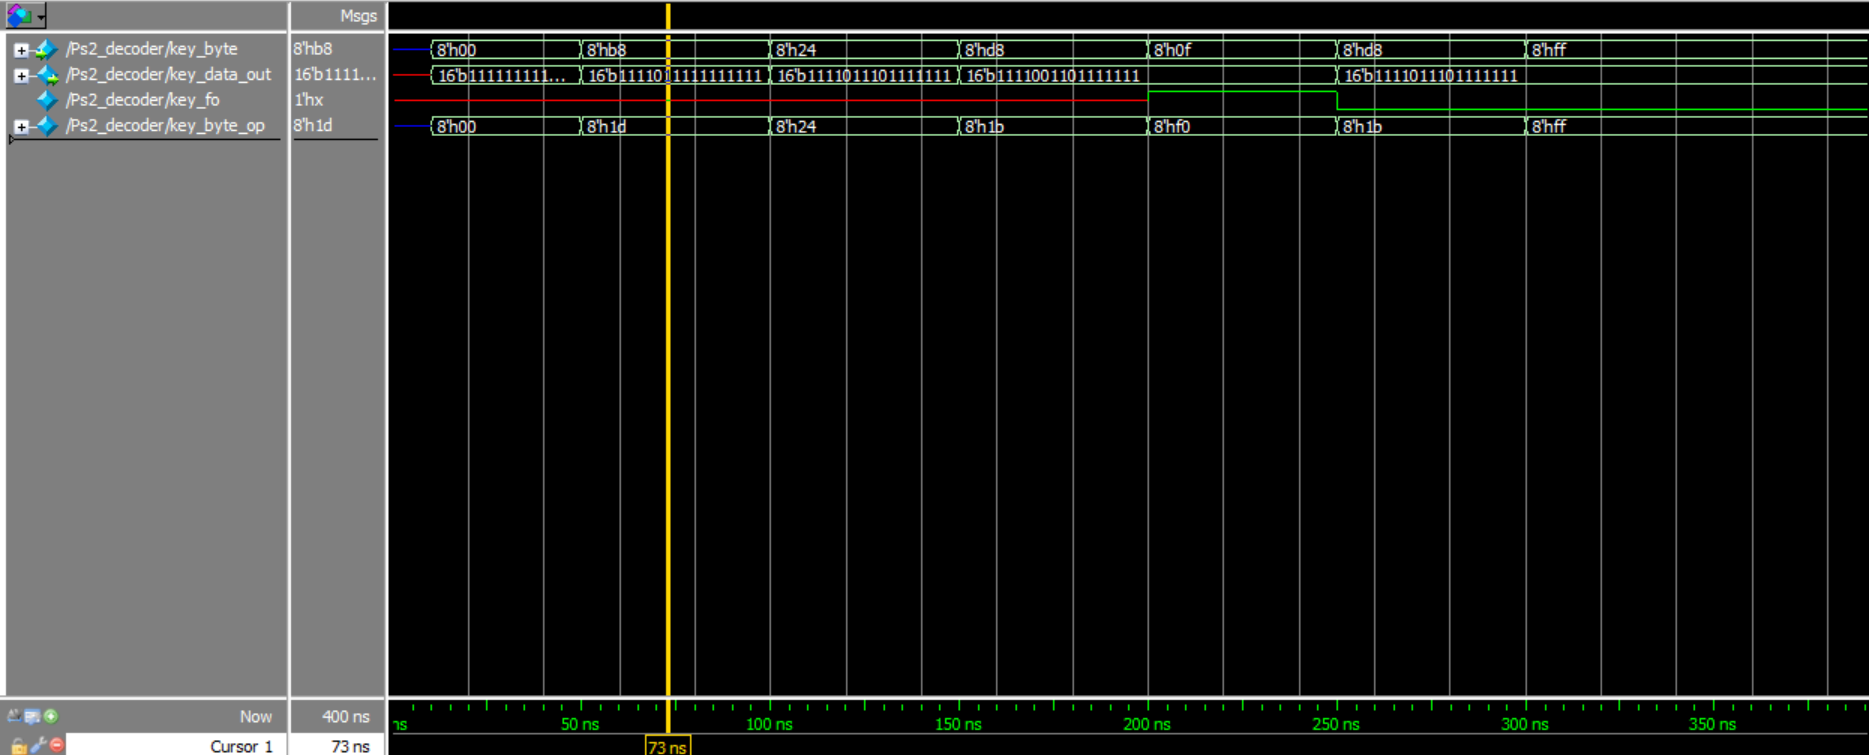 Msgs
/Ps2_decoder/key_byte 8'hb8 8'h00 8'hb8 8'h24 8'hd8 8'h0f 8'hd8 8'hff
/Ps2_decoder/key_data_out 16'b1111... 16'b111111111... 16'b1111011111111111 16'b1111011101111111 16'b1111001101111111 16'b1111011101111111
/Ps2_decoder/key_fo 1'hx
/Ps2_decoder/key_byte_op 8'h1d 8'h00 8'h1d 8'h24 8'h1b 8'hf0 8'h1b 8'hff
Now 400 ns ns 50 ns 100 ns 150 ns 200 ns 250 ns 300 ns 350 ns
Cursor 1 73 ns 73 ns